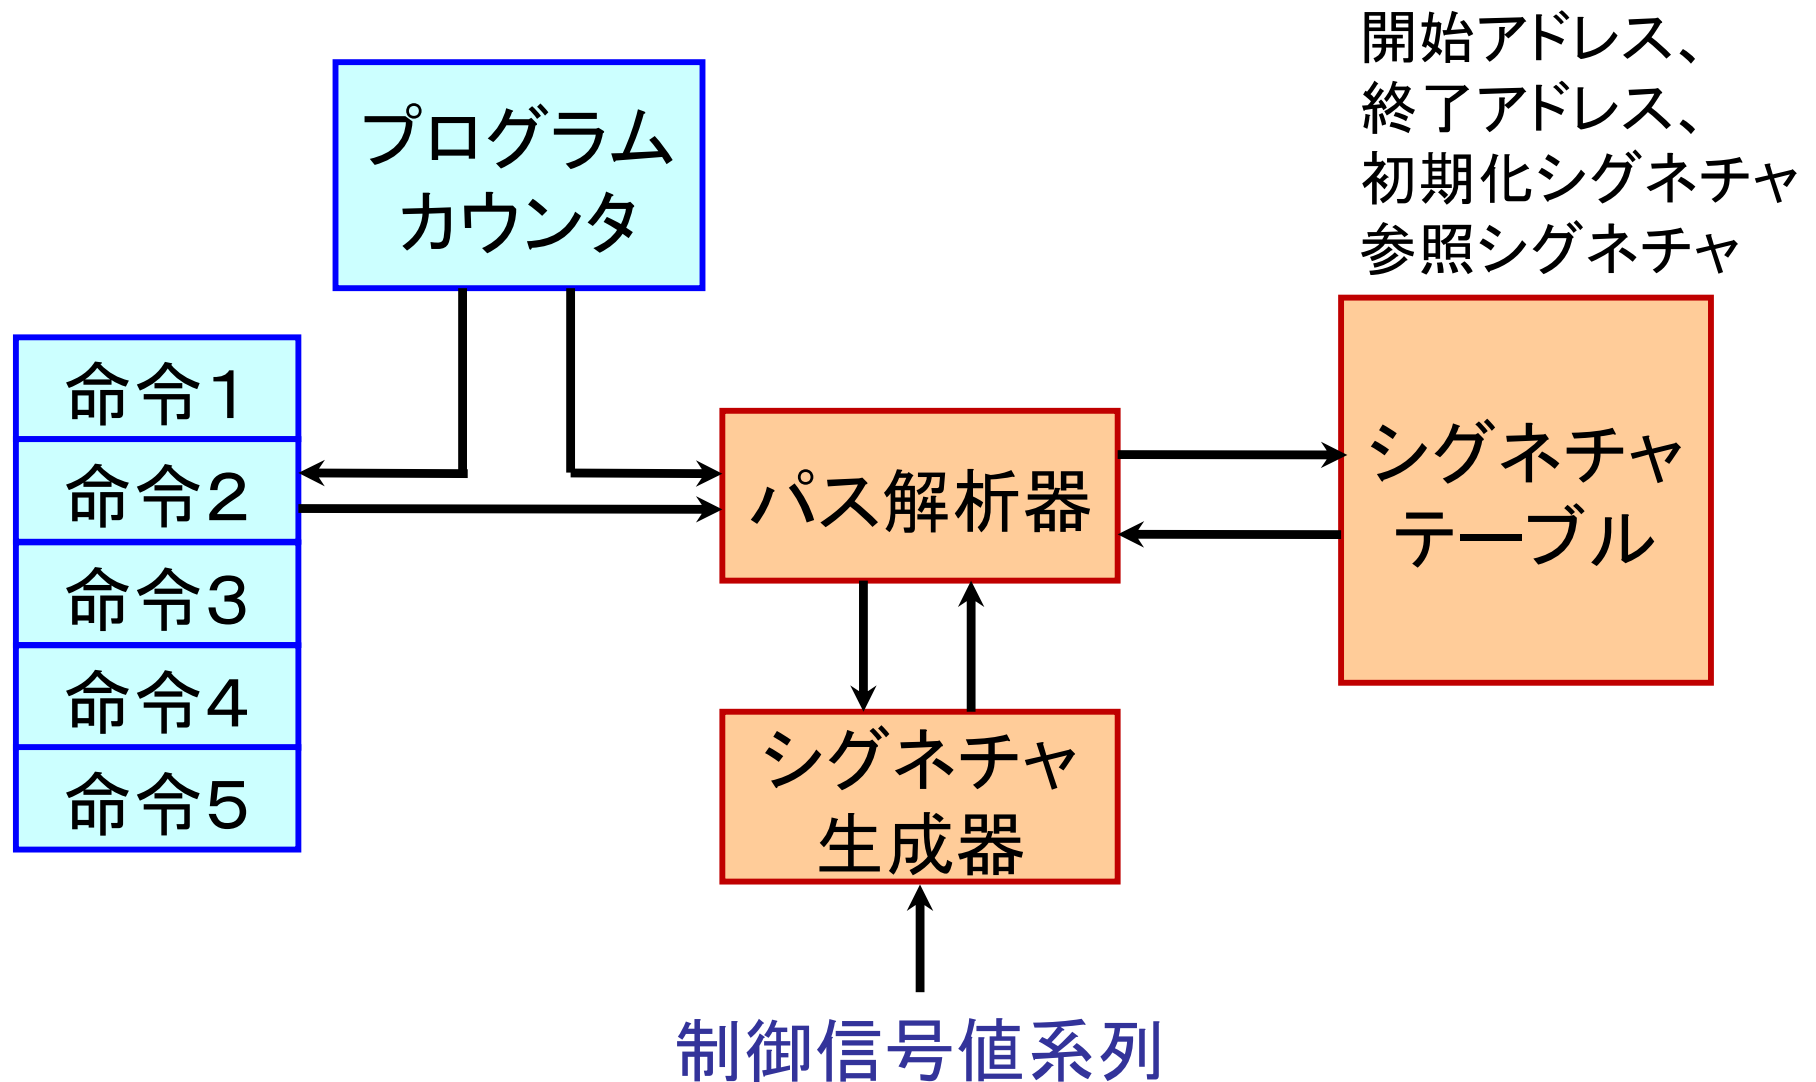 開始アドレス、
終了アドレス、
初期化シグネチャ
参照シグネチャ
プログラム
カウンタ
命令１
命令２
命令３
命令４
命令５
パス解析器
シグネチャ
テーブル
シグネチャ
生成器
制御信号値系列